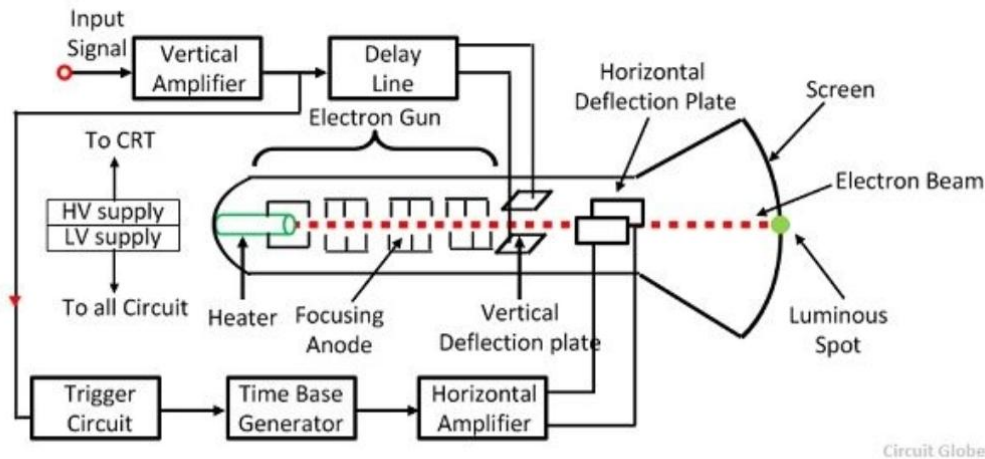 Input
Signal
Vertical
Amplifier
Delay
Line
Horizontal
Deflection Plate
Screen
Electron Gun
To CRT
Electron Beam
HV supply
LV supply
To all Circuit
Heater
Focusing
Anode
Vertical
Deflection plate
Luminous
Spot
Trigger
Circuit
Time Base
Generator
Horizontal
Amplifier
Circuit Globe